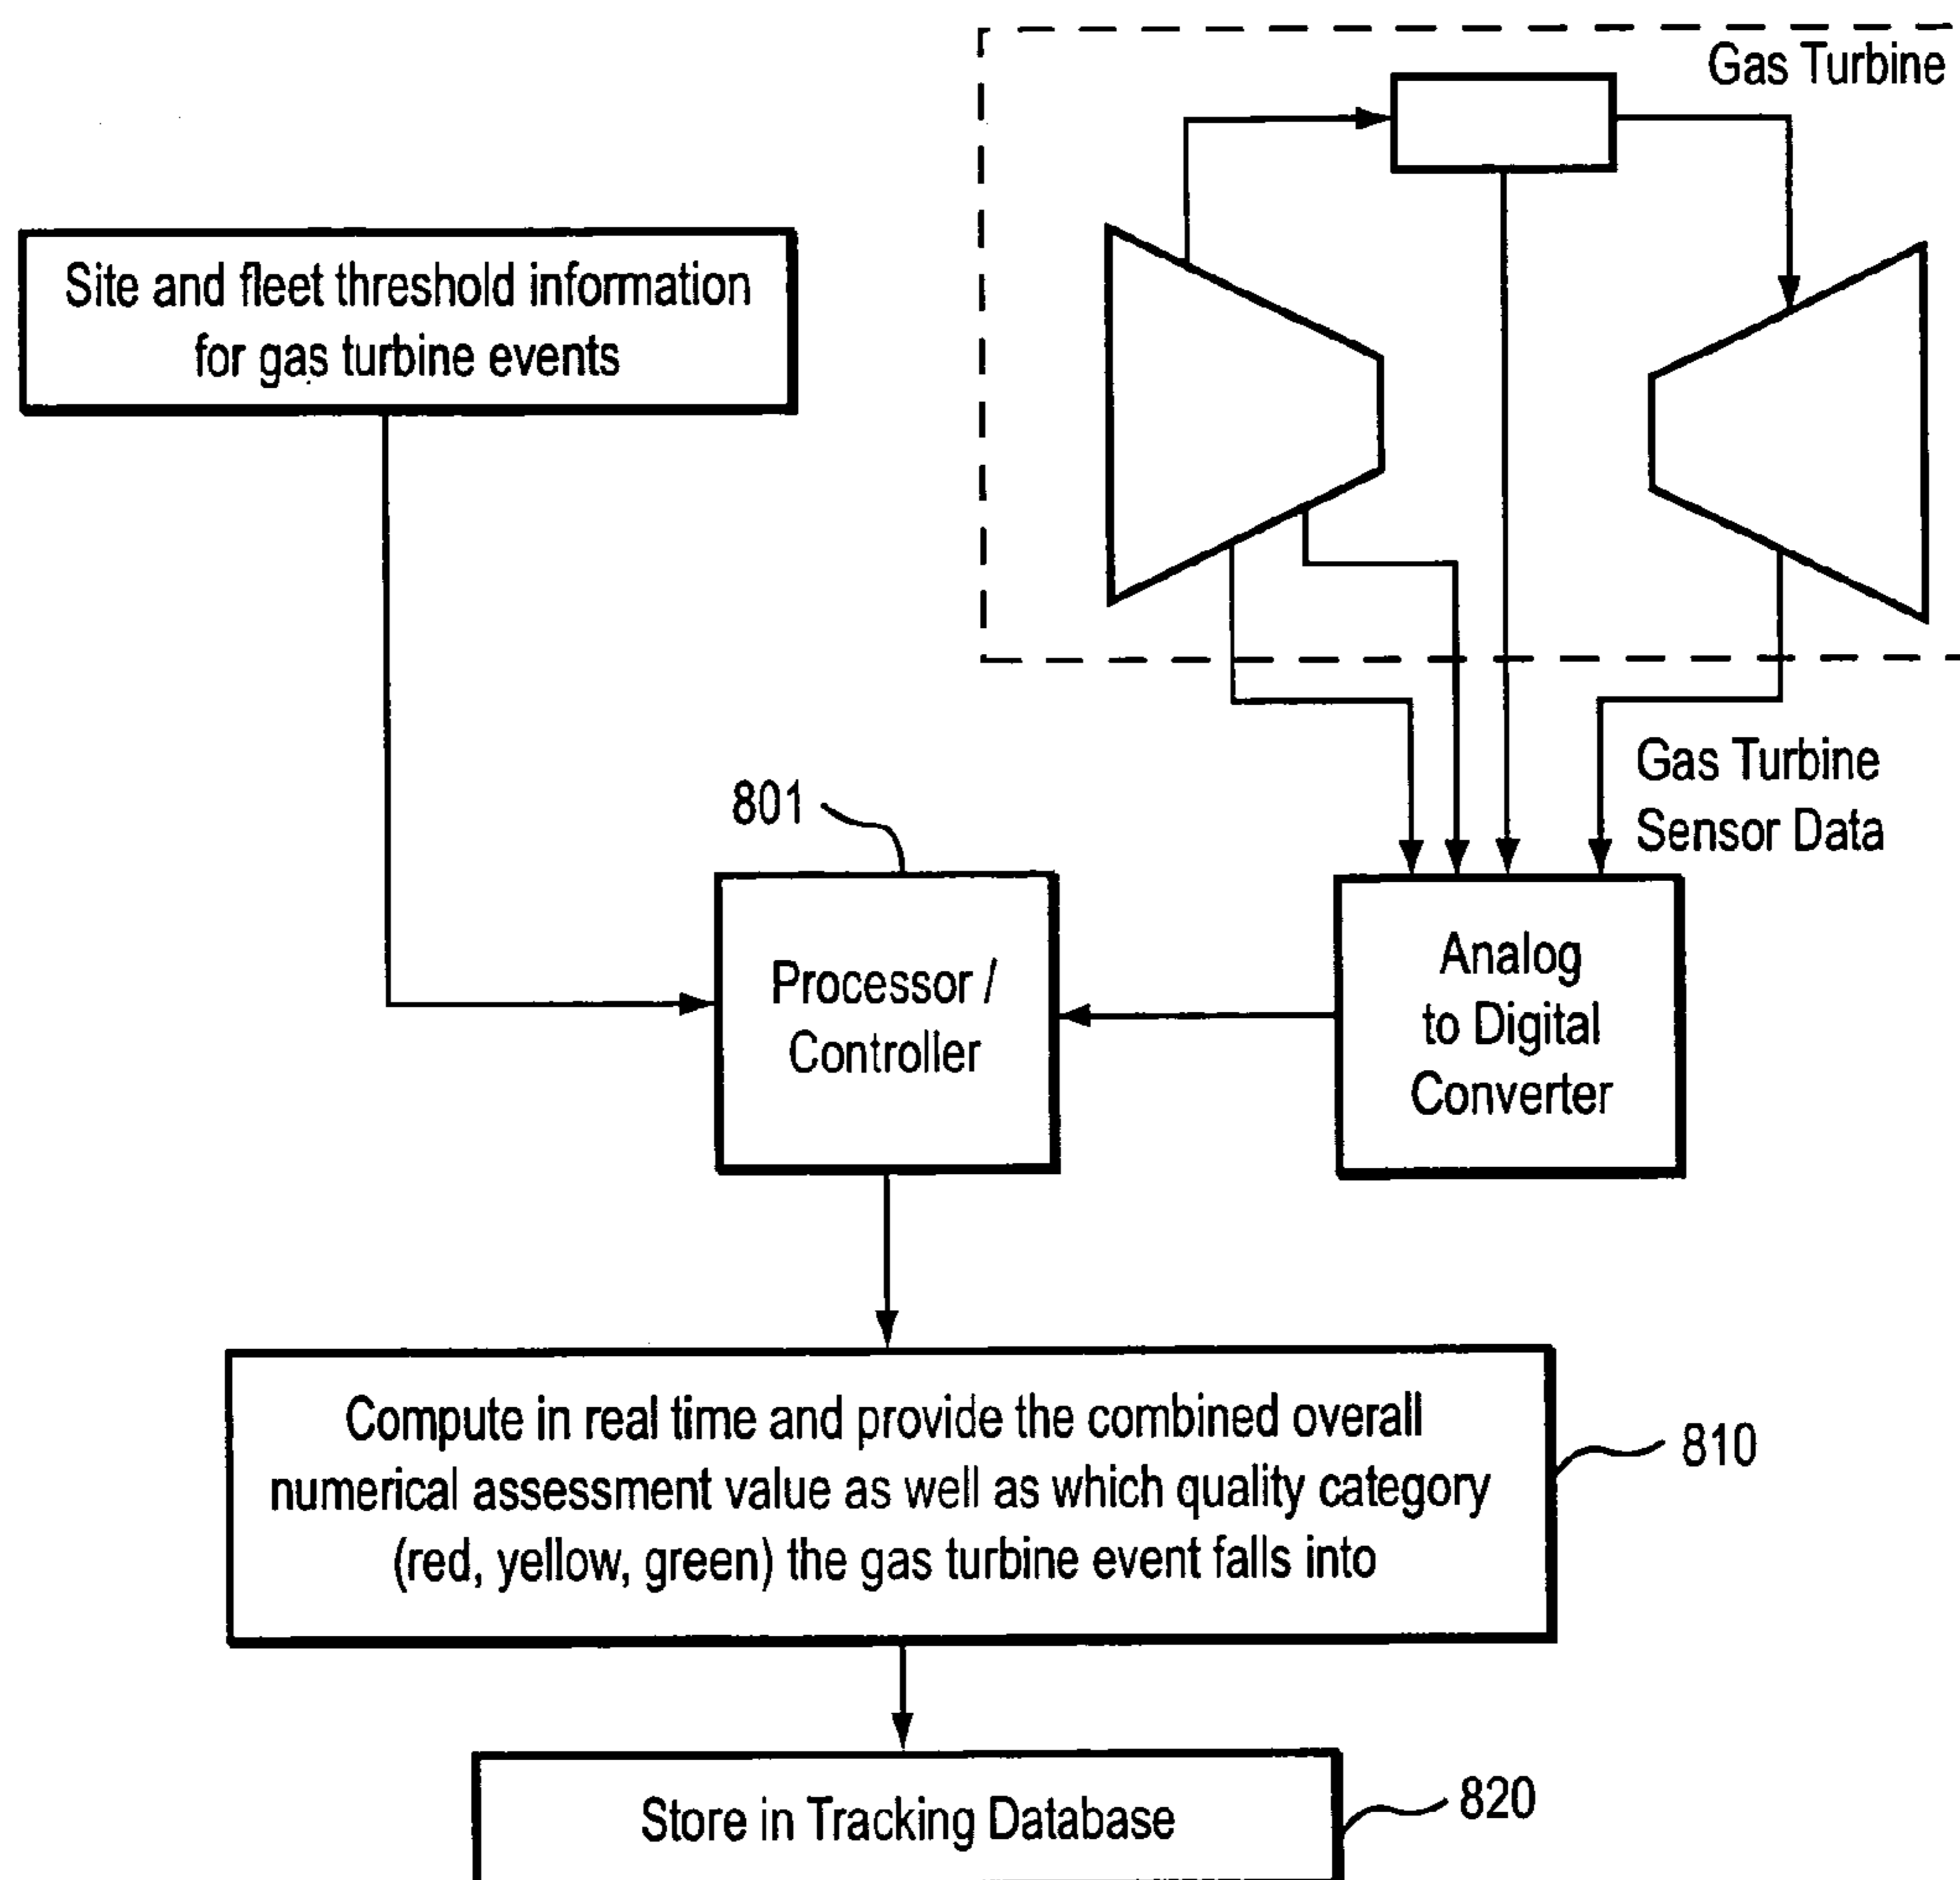 Gas Turbine
Site and fleet threshold information
for gas turbine events
Gas Turbine
Sensor Data
801
Processor /
Controller
Analog
to Digital
Converter
Compute in real time and provide the combined overall
numerical assessment value as well as which quality category
(red, yellow, green) the gas turbine event falls into
810
Store in Tracking Database
820